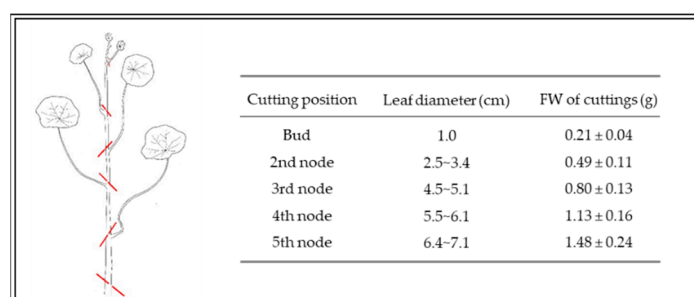 Cutting position Leaf diameter (cm) FW of cuttings (g)
Bud 1.0 0.21 ± 0.04
2nd node 2.5~3.4 0.49 ± 0.11
3rd node 4.5~5.1 0.80 ± 0.13
4th node 5.5~6.1 1.13 ± 0.16
5th node 6.4~7.1 1.48 ± 0.24